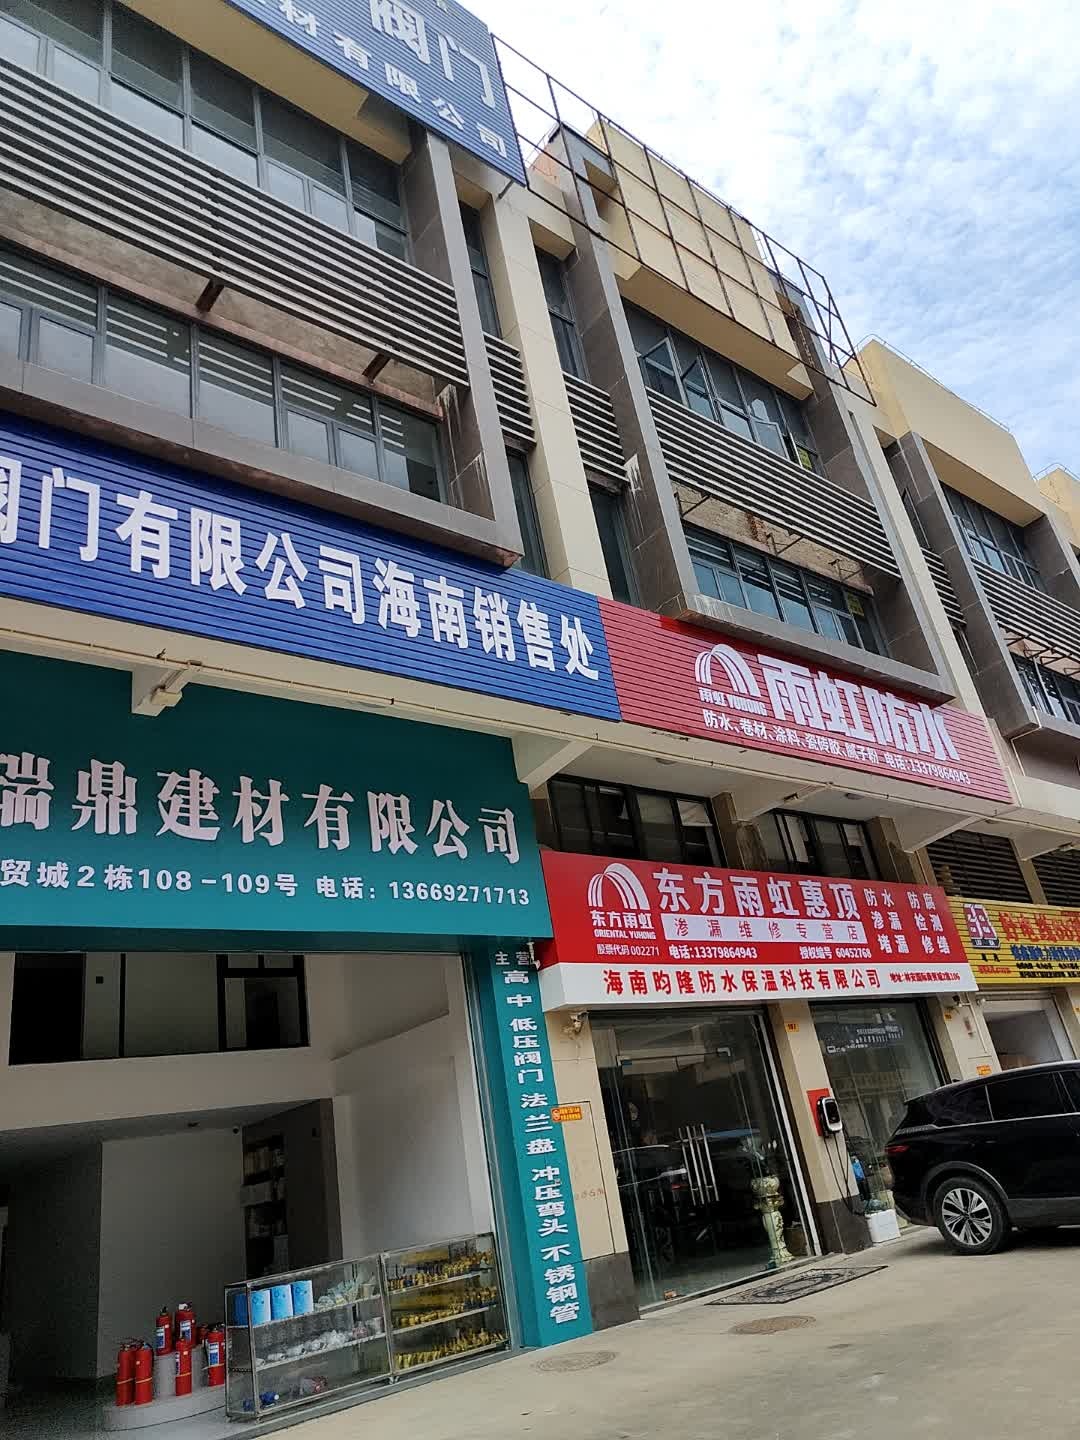 阀门
材有限公司
阀门有限公司海南销售处
雨虹 YUHONG
雨虹防水
防水、卷材、涂料、瓷砖胶、腻子粉 电话:13379864943
瑞鼎建材有限公司
贸城2栋108-109号 电话：13669271713
东方雨虹
ORIENTAL YUHONG
股票代码 002271
东方雨虹惠顶
渗漏维修专营店
电话:13379864943 授权编号 60452768
防水 防腐
渗漏 检测
堵漏 修缮
海南昀隆防水保温科技有限公司
主营
高中低压阀门 法兰盘 冲压弯头 不锈钢管
107